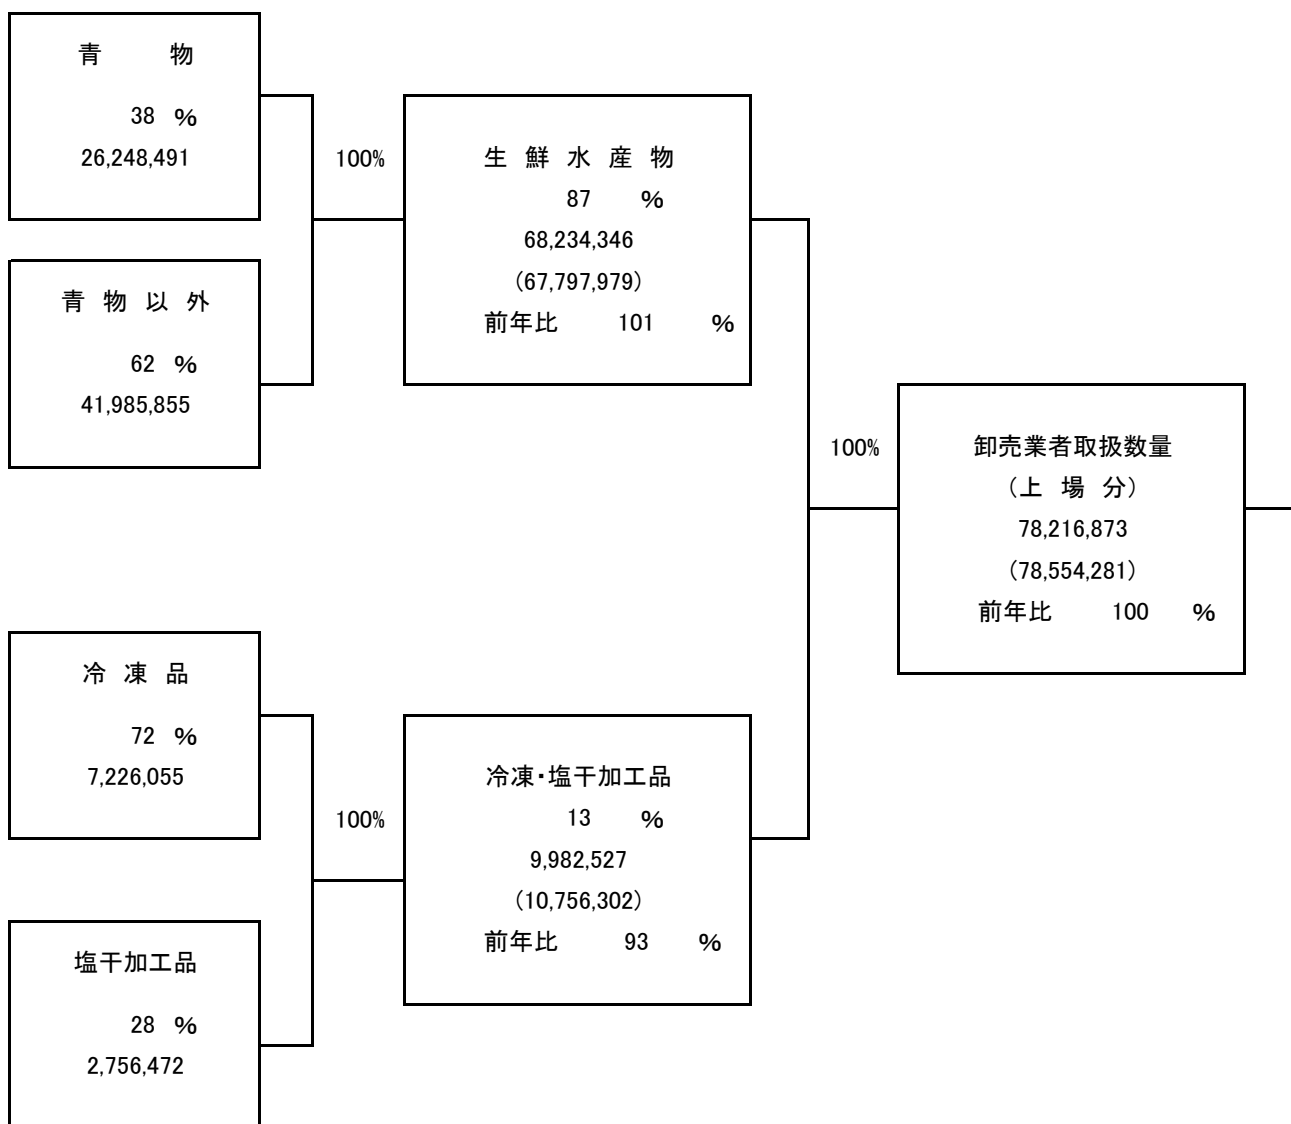 青 物
38 %
26,248,491
青 物 以 外
62 %
41,985,855
100%
生 鮮 水 産 物
87 %
68,234,346
(67,797,979)
前年比 101 %
冷 凍 品
72 %
7,226,055
塩干加工品
28 %
2,756,472
100%
冷凍・塩干加工品
13 %
9,982,527
(10,756,302)
前年比 93 %
100%
卸売業者取扱数量
(上 場 分)
78,216,873
(78,554,281)
前年比 100 %